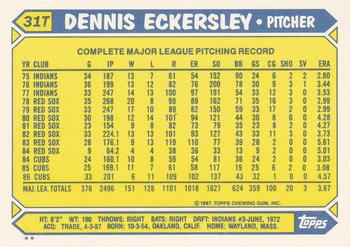 31T DENNIS ECKERSLEY • PITCHER
COMPLETE MAJOR LEAGUE PITCHING RECORD
YR CLUB G IP W L R ER SO BB GS CG SHO SV ERA
75 INDIANS 34 187 13 7 61 54 152 90 24 6 2 2 2.60
76 INDIANS 36 199 13 12 82 76 200 78 30 9 3 1 3.44
77 INDIANS 33 247 14 13 100 97 191 54 33 12 3 0 3.53
78 RED SOX 35 268 20 8 99 89 162 71 35 16 3 0 2.99
79 RED SOX 33 247 17 10 89 82 150 59 33 17 2 0 2.99
80 RED SOX 30 198 12 14 101 94 121 44 30 8 0 0 4.27
81 RED SOX 23 154 9 8 82 73 79 35 23 8 2 0 4.27
82 RED SOX 33 224 13 13 101 93 127 43 33 11 3 0 3.73
83 RED SOX 28 176 9 13 119 110 77 39 28 2 0 0 5.61
84 RED SOX 9 65 4 4 38 36 33 13 9 2 0 0 5.01
84 CUBS 24 160 10 8 59 54 81 36 24 2 0 0 3.03
85 CUBS 25 169 11 7 61 58 117 19 25 6 2 0 3.08
86 CUBS 33 201 6 11 109 102 137 43 32 1 0 0 4.57
MAJ. LEA. TOTALS 376 2496 151 128 1101 1018 1627 624 359 100 20 3 3.67
©1987 TOPPS CHEWING GUM, INC.
HT: 6'2" WT: 190 THROWS: RIGHT BATS: RIGHT DRAFT: INDIANS #3-JUNE, 1972
ACQ: TRADE, 4-3-87 BORN: 10-3-54, OAKLAND, CALIF. HOME: WAYLAND, MASS.
Topps
**